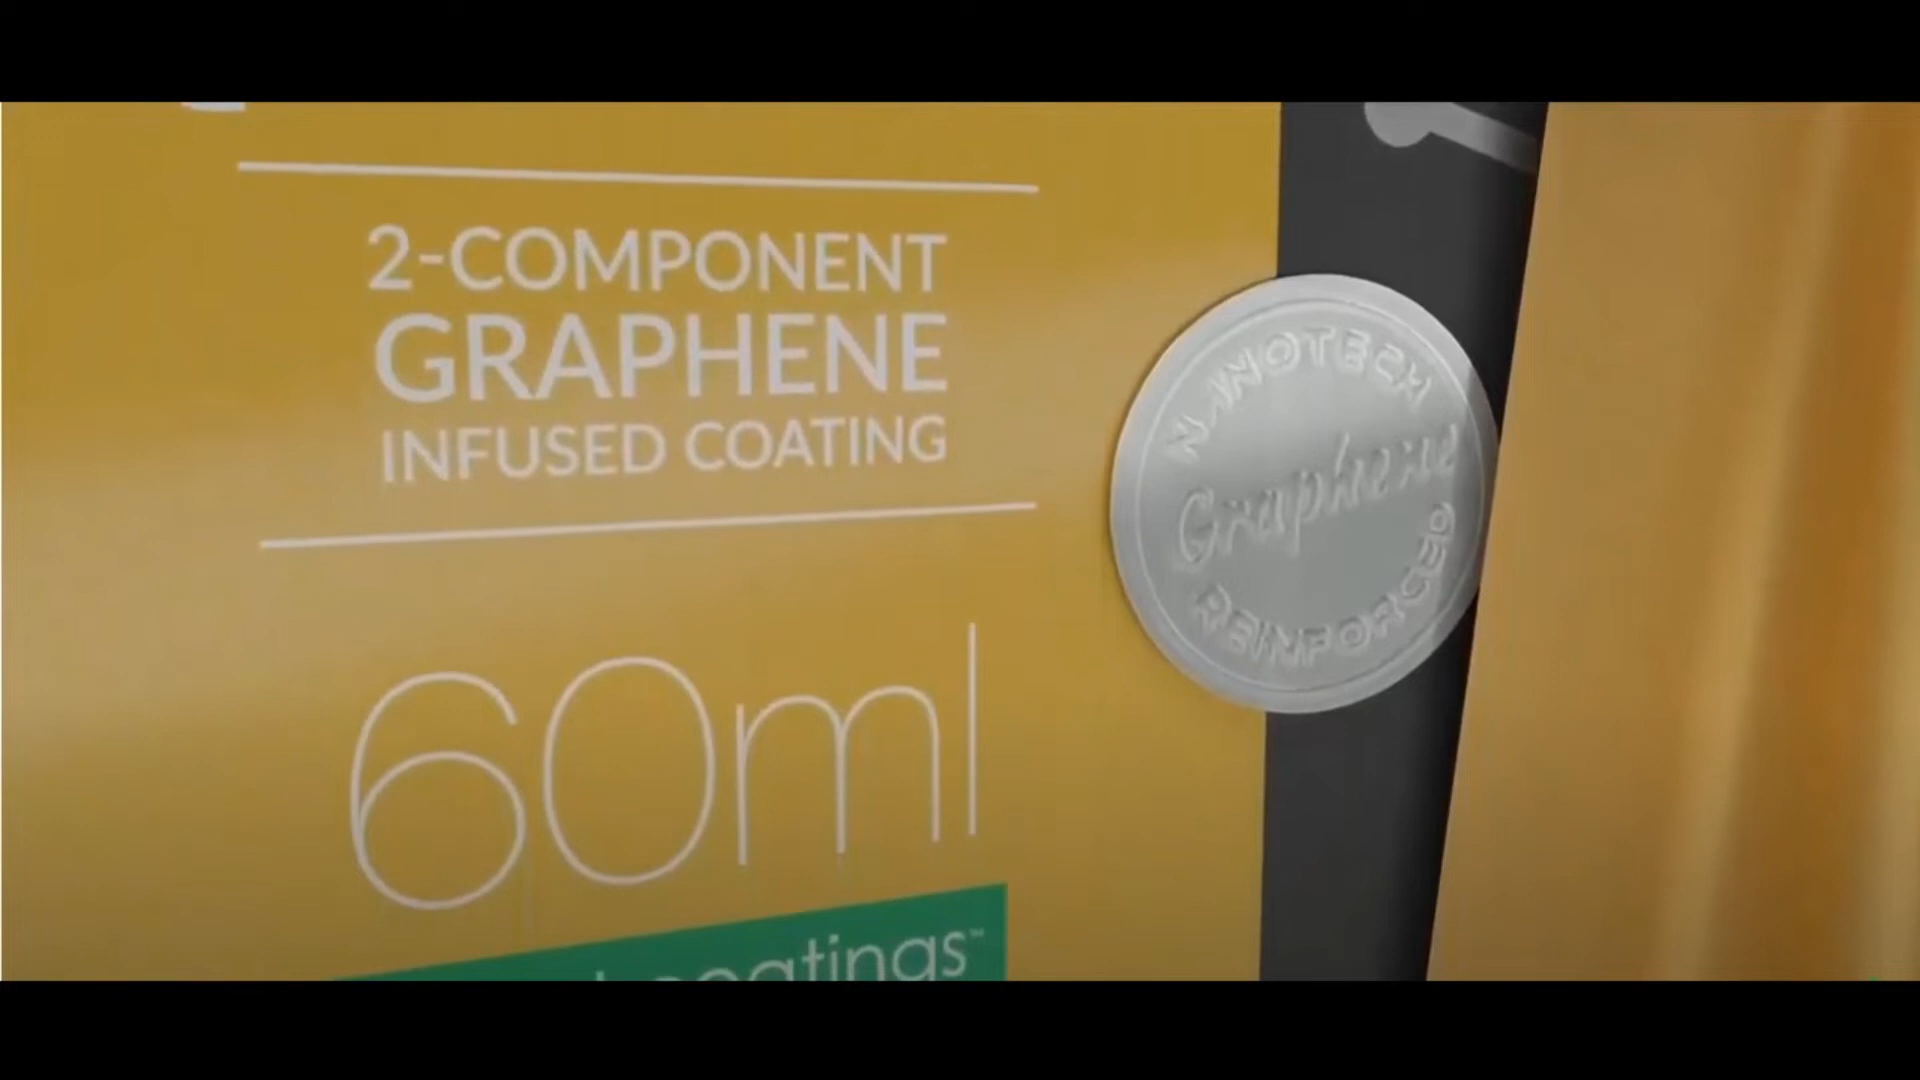 2-COMPONENT
GRAPHENE
INFUSED COATING
60ml
coatings™
NANOTECH
Graphene
REINFORCED